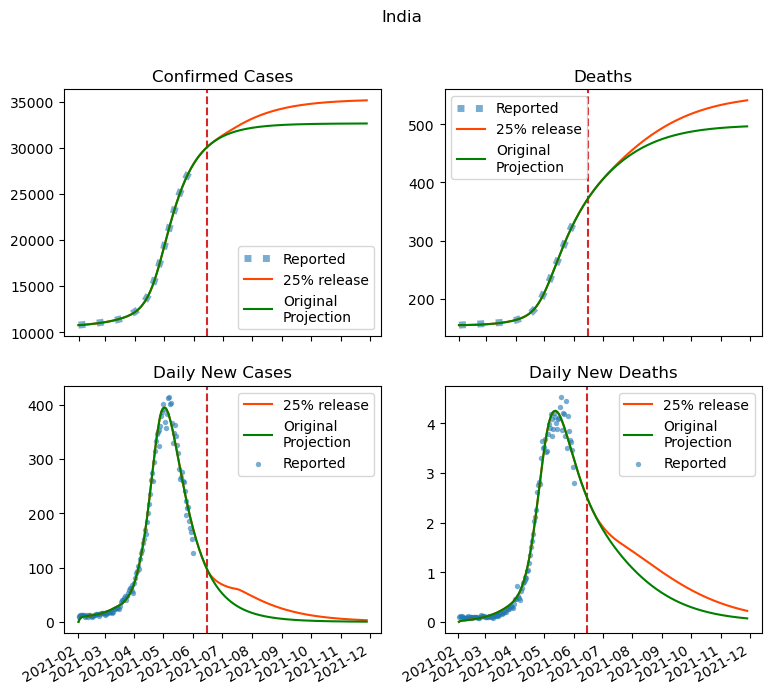 India
Confirmed Cases
35000
30000
25000
20000
15000
10000
Reported
25% release
Original
Projection
Deaths
500
400
300
200
Reported
25% release
Original
Projection
Daily New Cases
400
300
200
100
0
25% release
Original
Projection
Reported
2021-02
2021-03
2021-04
2021-05
2021-06
2021-07
2021-08
2021-09
2021-10
2021-11
2021-12
Daily New Deaths
4
3
2
1
0
25% release
Original
Projection
Reported
2021-02
2021-03
2021-04
2021-05
2021-06
2021-07
2021-08
2021-09
2021-10
2021-11
2021-12